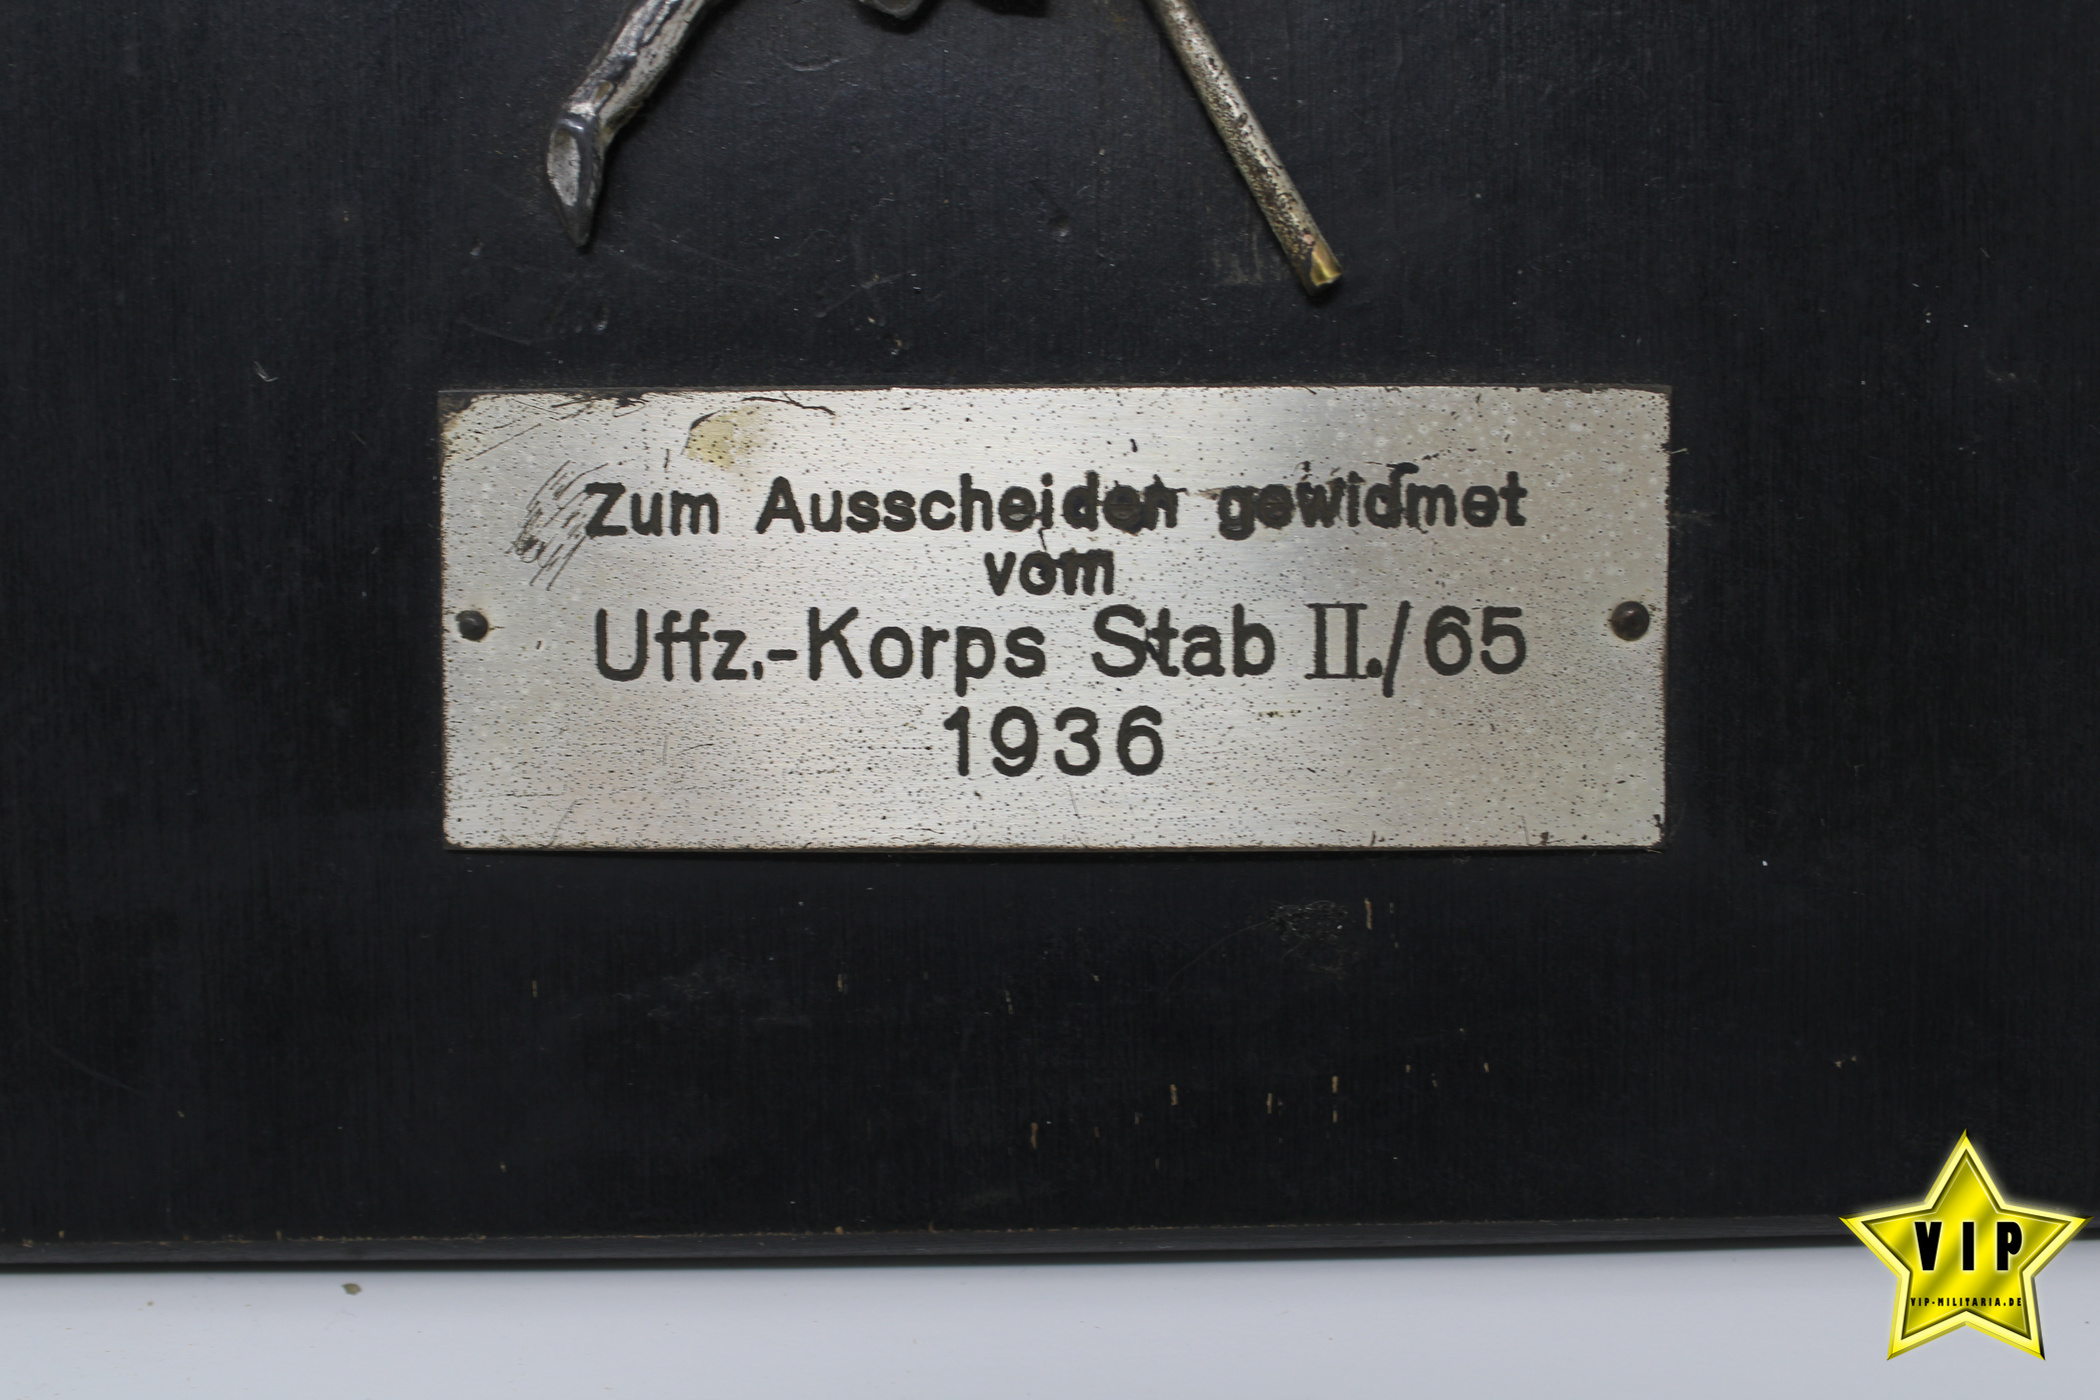 Zum Ausscheiden gewidmet
vom
Uffz.-Korps Stab II./65
1936
VIP
VIP-MILITARIA.DE